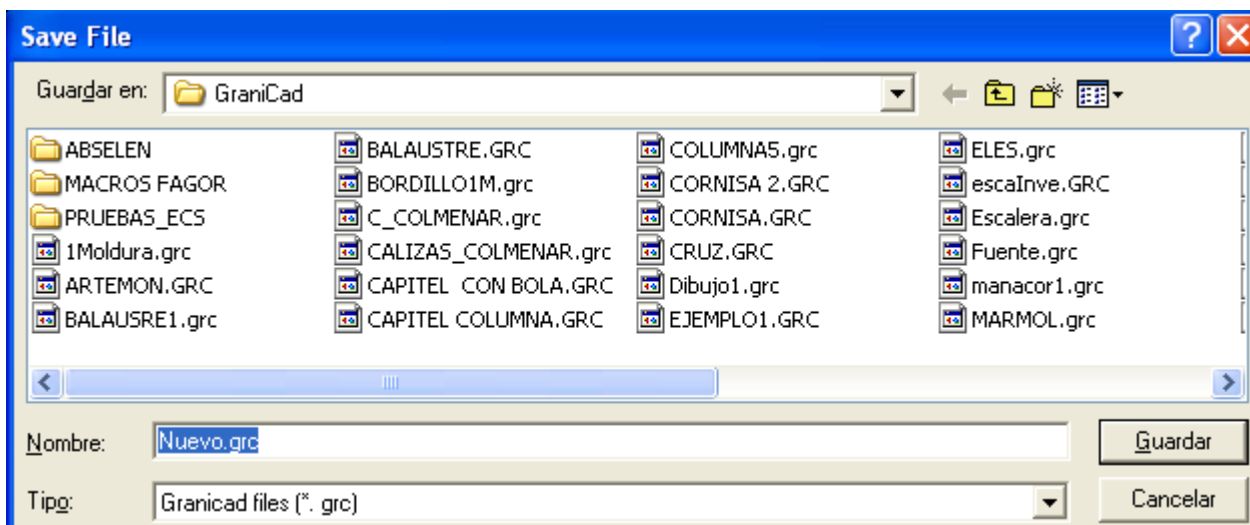 Save File
Guardar en: GraniCad
ABSELEN BALAUSTRE.GRC COLUMNA5.grc ELES.grc
MACROS FAGOR BORDILLO1M.grc CORNISA 2.GRC escaInve.GRC
PRUEBAS_ECS C_COLMENAR.grc CORNISA.GRC Escalera.grc
1Moldura.grc CALIZAS_COLMENAR.grc CRUZ.GRC Fuente.grc
ARTEMON.GRC CAPITEL  CON BOLA.GRC Dibujo1.grc manacor1.grc
BALAUSRE1.grc CAPITEL COLUMNA.GRC EJEMPLO1.GRC MARMOL.grc
Nombre: Nuevo.grc Guardar
Tipo: Granicad files (*. grc) Cancelar